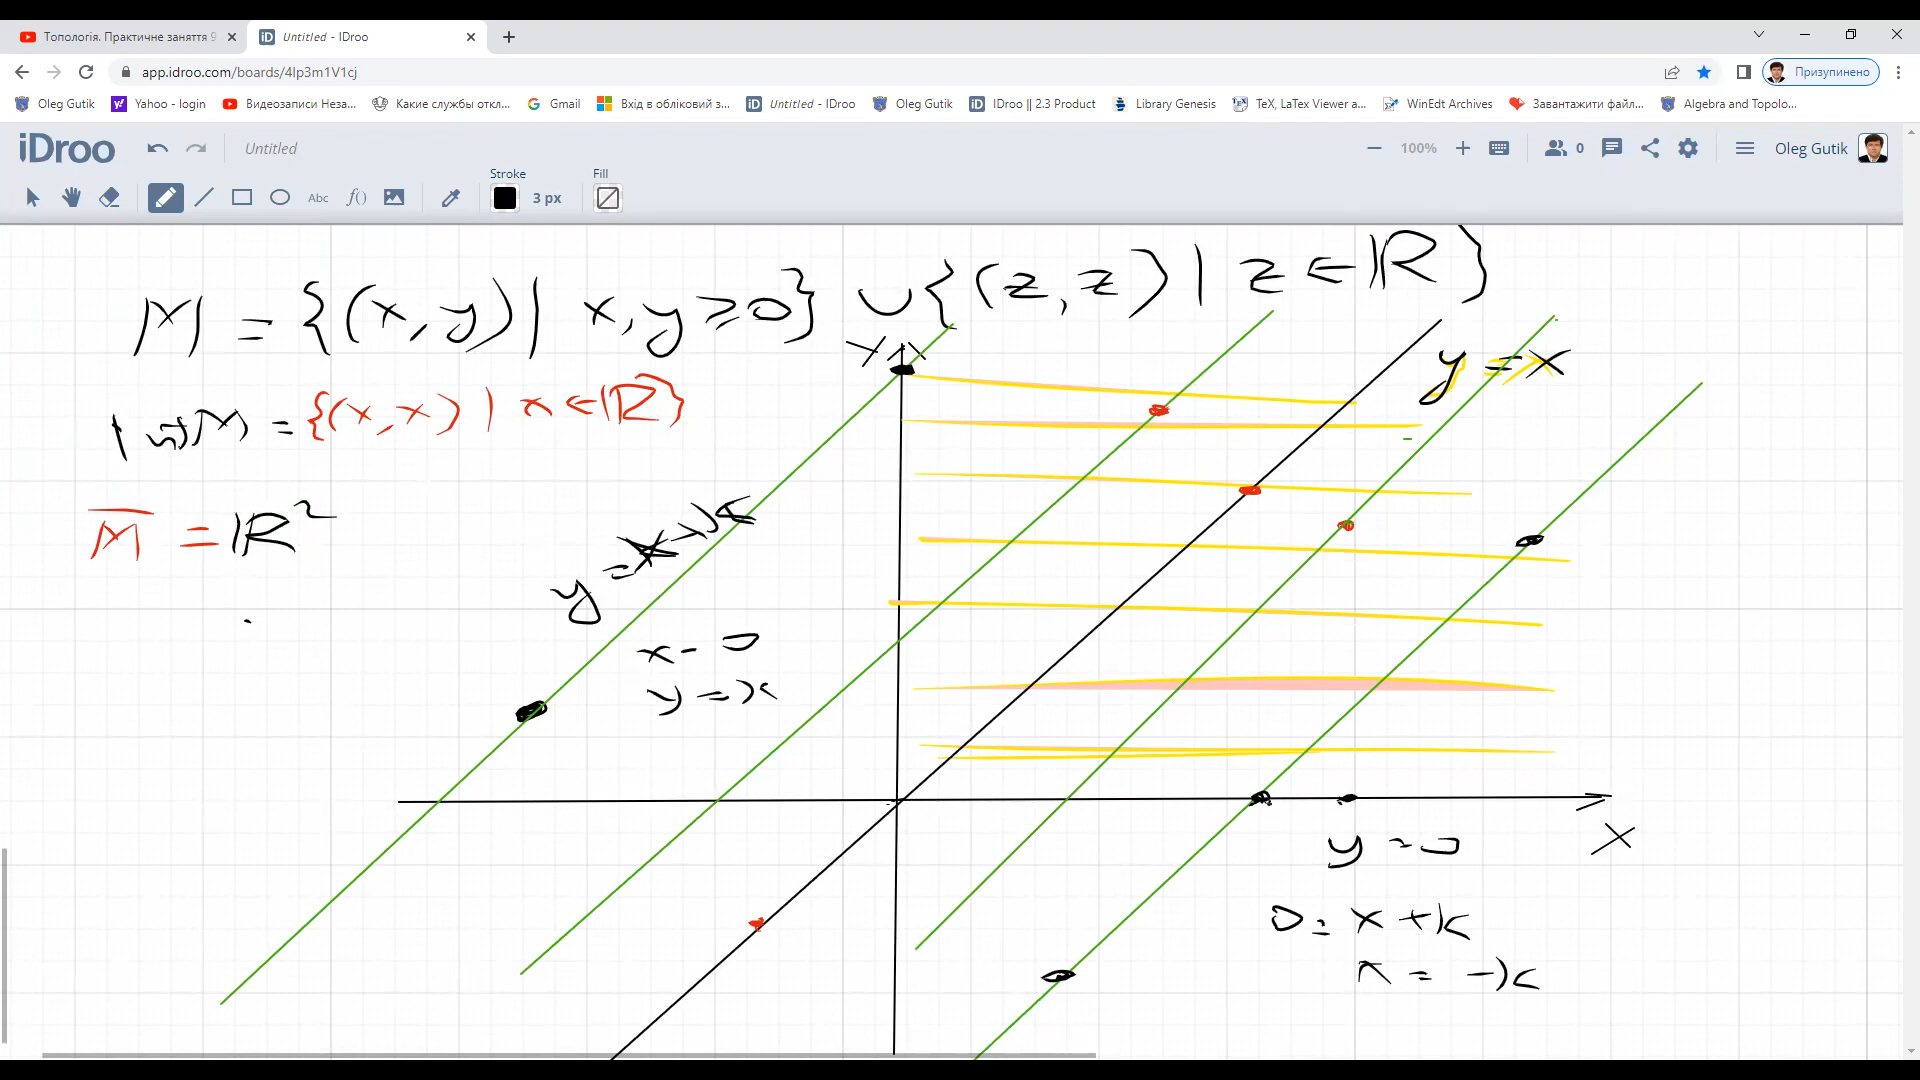 Топологія. Практичне заняття 9
Untitled - IDroo
app.idroo.com/boards/4Ip3m1V1cj
Призупинено
Oleg Gutik
Yahoo - login
Видеозаписи Неза...
Какие службы откл...
Gmail
Вхід в обліковий з...
Untitled - IDroo
Oleg Gutik
IDroo || 2.3 Product
Library Genesis
TeX, LaTex Viewer a...
WinEdt Archives
Завантажити файл...
Algebra and Topolo...
iDroo
Untitled
100%
0
Oleg Gutik
Abc
f()
Stroke
3 px
Fill
M = {(x,y) | x,y ≥ 0} ∪ {(z,z) | z ∈ ℝ}
Int M = {(x,x) | x ∈ ℝ}
y = x
M̅ = ℝ²
x = 0
y = k
y = 0
X
0 = x + k
x = -k